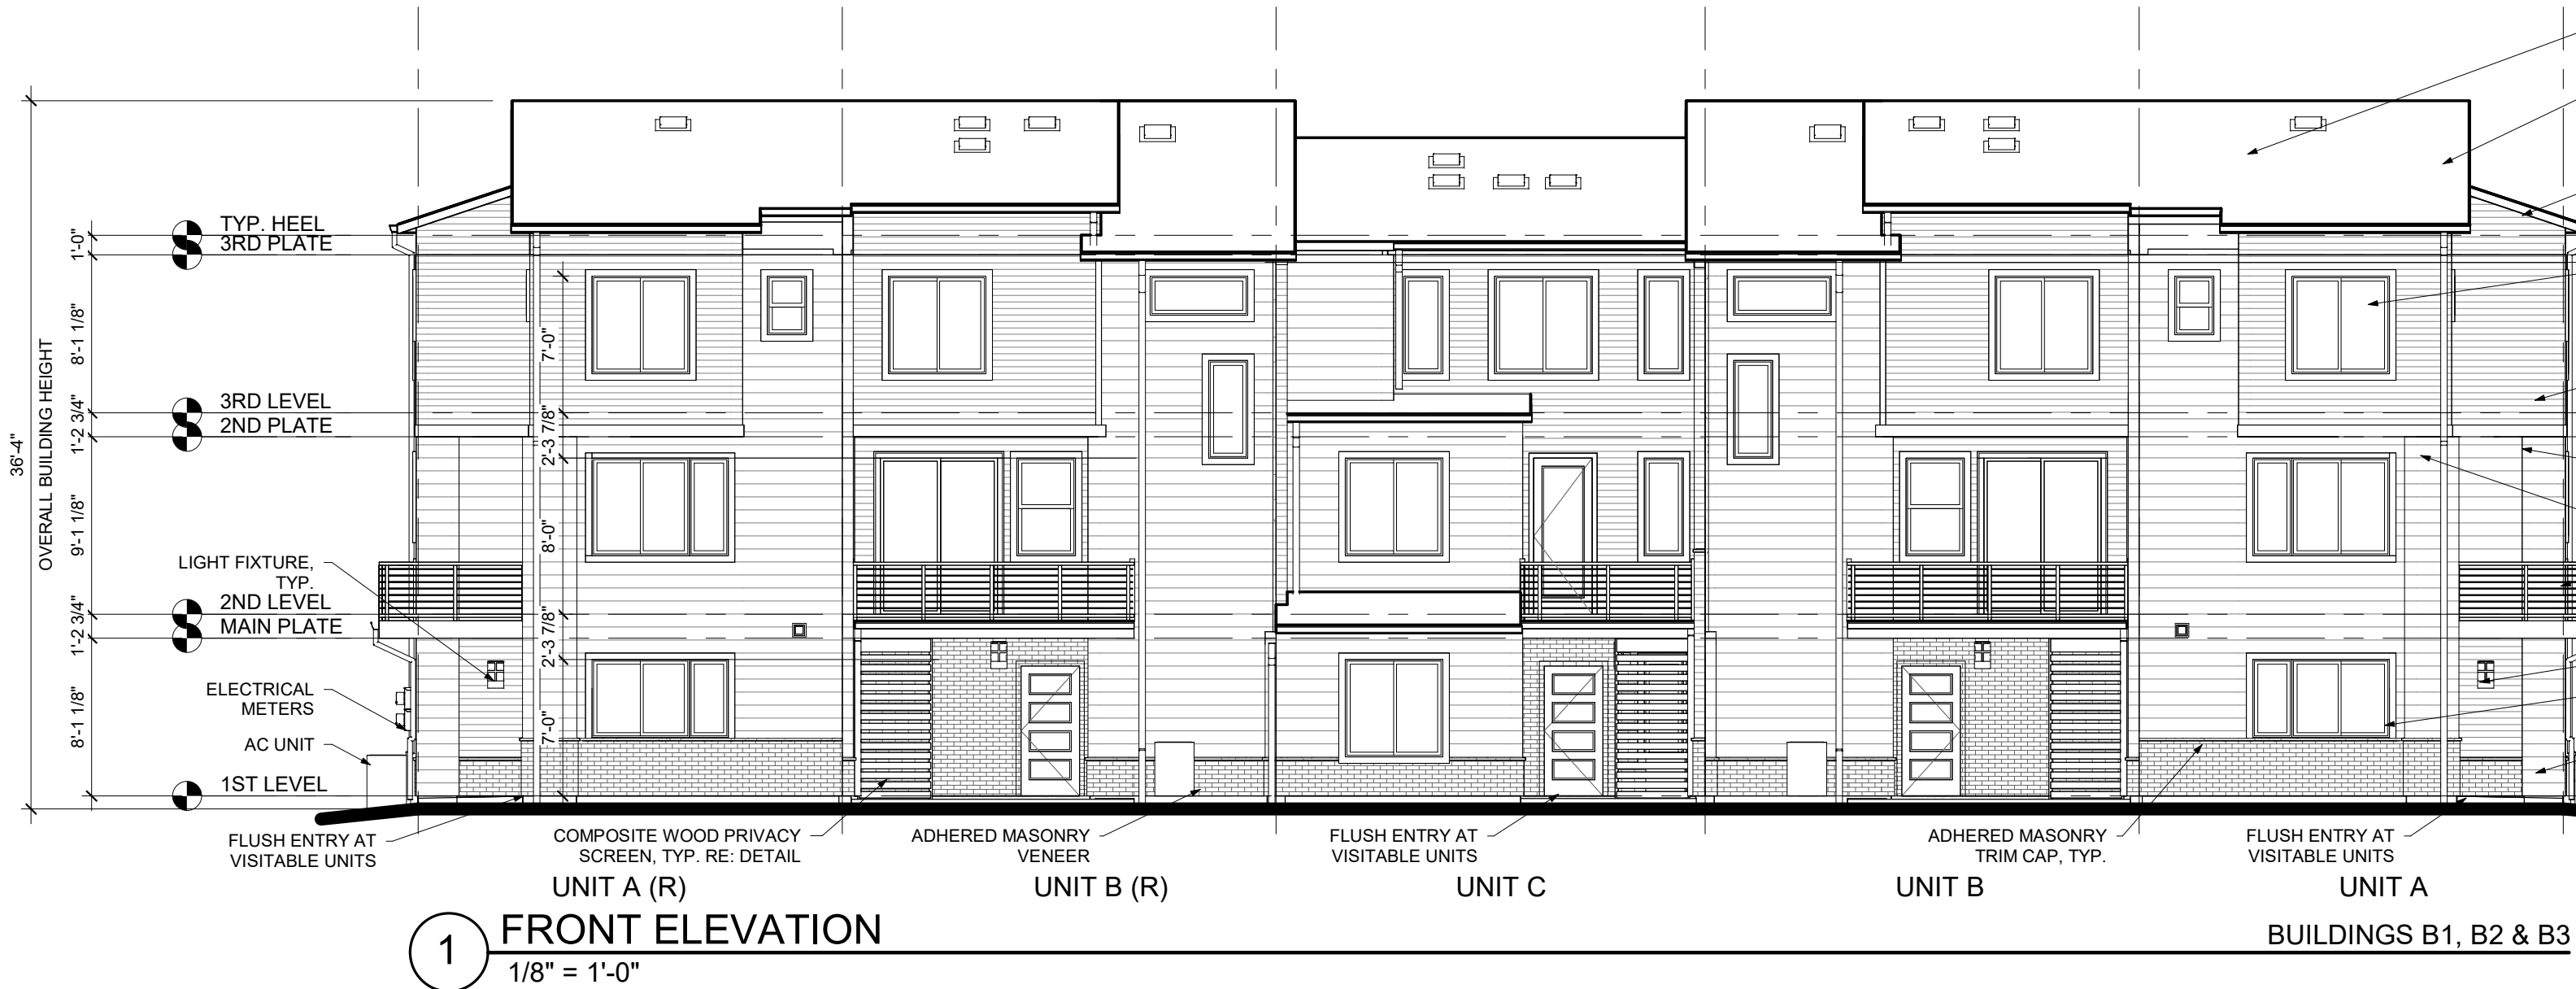 TYP. HEEL
3RD PLATE
1'-0"
8'-1 1/8"
3RD LEVEL
2ND PLATE
1'-2 3/4"
9'-1 1/8"
2ND LEVEL
MAIN PLATE
1'-2 3/4"
8'-1 1/8"
1ST LEVEL
36'-4"
OVERALL BUILDING HEIGHT
7'-0"
2'-3 7/8"
8'-0"
2'-3 7/8"
7'-0"
LIGHT FIXTURE,
TYP.
ELECTRICAL
METERS
AC UNIT
FLUSH ENTRY AT
VISITABLE UNITS
COMPOSITE WOOD PRIVACY
SCREEN, TYP. RE: DETAIL
ADHERED MASONRY
VENEER
FLUSH ENTRY AT
VISITABLE UNITS
ADHERED MASONRY
TRIM CAP, TYP.
FLUSH ENTRY AT
VISITABLE UNITS
UNIT A (R)
UNIT B (R)
UNIT C
UNIT B
UNIT A
1
FRONT ELEVATION
1/8" = 1'-0"
BUILDINGS B1, B2 & B3